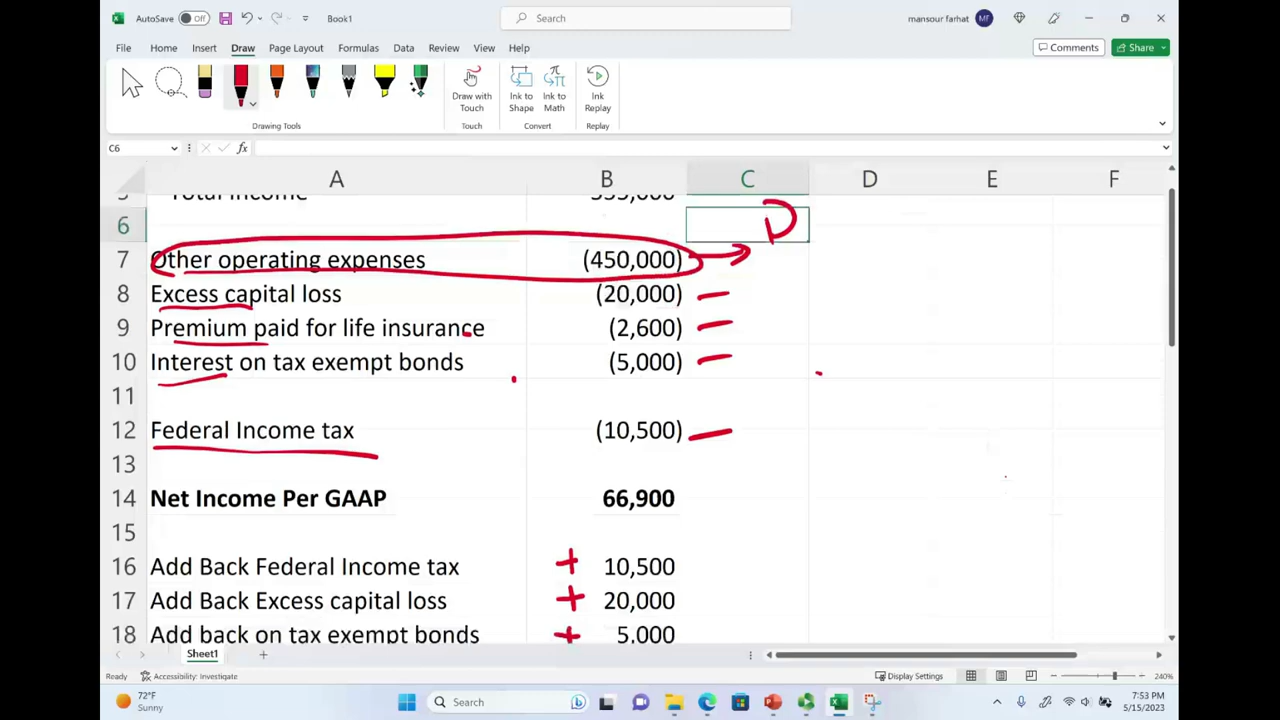 AutoSave Off Book1 Search mansour farhat MF
File Home Insert Draw Page Layout Formulas Data Review View Help Comments Share
Draw with Touch Ink to Shape Ink to Math Ink Replay
Drawing Tools Touch Convert Replay
C6 fx
A B C D E F
5 Total Income
6 D
7 Other operating expenses (450,000)
8 Excess capital loss (20,000)
9 Premium paid for life insurance (2,600)
10 Interest on tax exempt bonds (5,000)
11
12 Federal Income tax (10,500)
13
14 Net Income Per GAAP 66,900
15
16 Add Back Federal Income tax + 10,500
17 Add Back Excess capital loss + 20,000
18 Add back on tax exempt bonds + 5,000
Sheet1
Ready Accessibility: Investigate Display Settings 240%
72°F
Sunny
Search
7:53 PM
5/15/2023